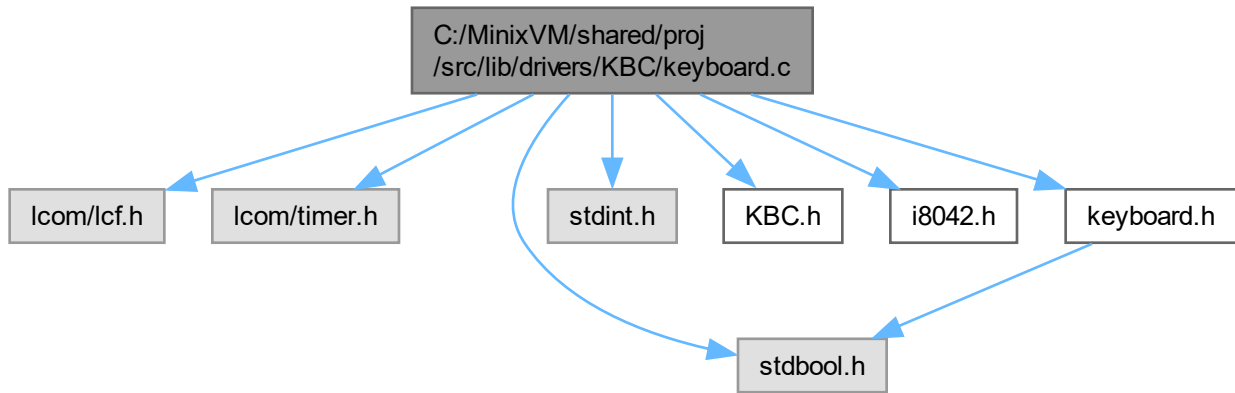 C:/MinixVM/shared/proj
/src/lib/drivers/KBC/keyboard.c
lcom/lcf.h
lcom/timer.h
stdint.h
KBC.h
i8042.h
keyboard.h
stdbool.h